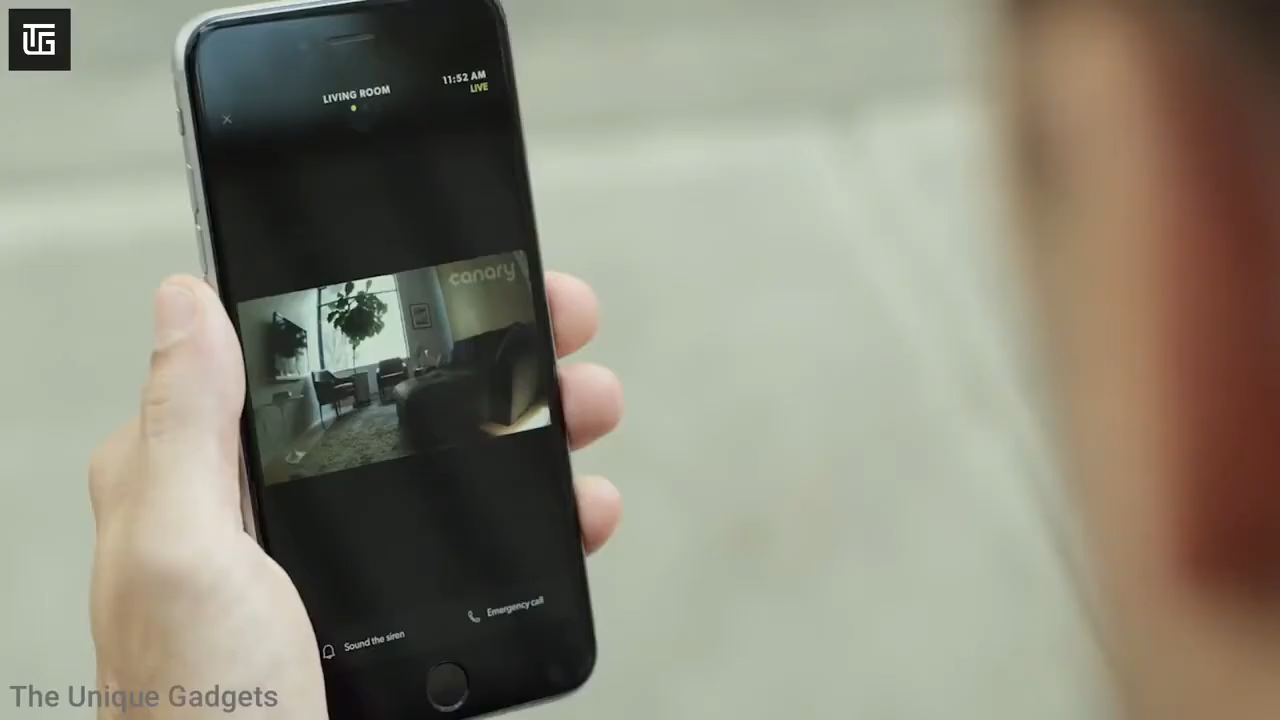 TG
11:52 AM
LIVING ROOM
LIVE
canary
Emergency call
Sound the siren
The Unique Gadgets